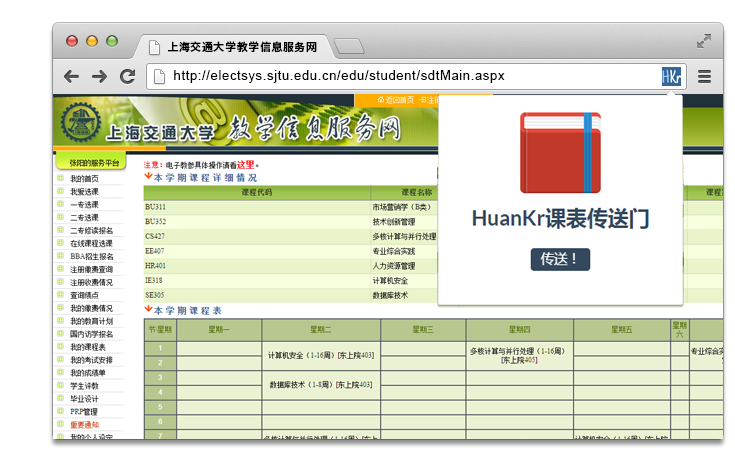 上海交通大学教学信息服务网
http://electsys.sjtu.edu.cn/edu/student/sdtMain.aspx
HKr
返回首页
上海交通大学 教学信息服务网
的服务平台
注意：电子教参具体操作请看这里。
我的首页
本学期课程详细情况
我要选课
课程代码 课程名称 课程
一专选课
BU311 市场营销学（B类）
二专选课
BU352 技术创新管理
二专修读报名
CS427 多核计算与并行处理
在线课程选课
EE407 专业综合实践
BBA招生报名
HR401 人力资源管理
注册缴费查询
IE318 计算机安全
注册收费情况
SE305 数据库技术
查询绩点
HuanKr课表传送门
传送！
我的缴费情况
本学期课程表
我的教育计划
国内访学报名
节\星期 星期一 星期二 星期三 星期四 星期五 星期六
我的课程表
1
我的考试安排
2
计算机安全（1-16周）[东上院403]
多核计算与并行处理（1-16周）[东上院405]
专业综合实
我的成绩单
3
学生评教
4
数据库技术（1-8周）[东上院403]
毕业设计
5
PRP管理
6
重要通知
7
我的个人设定
多核计算与并行处理（1-16周）[东上
计算机安全（1-16周）[东上院